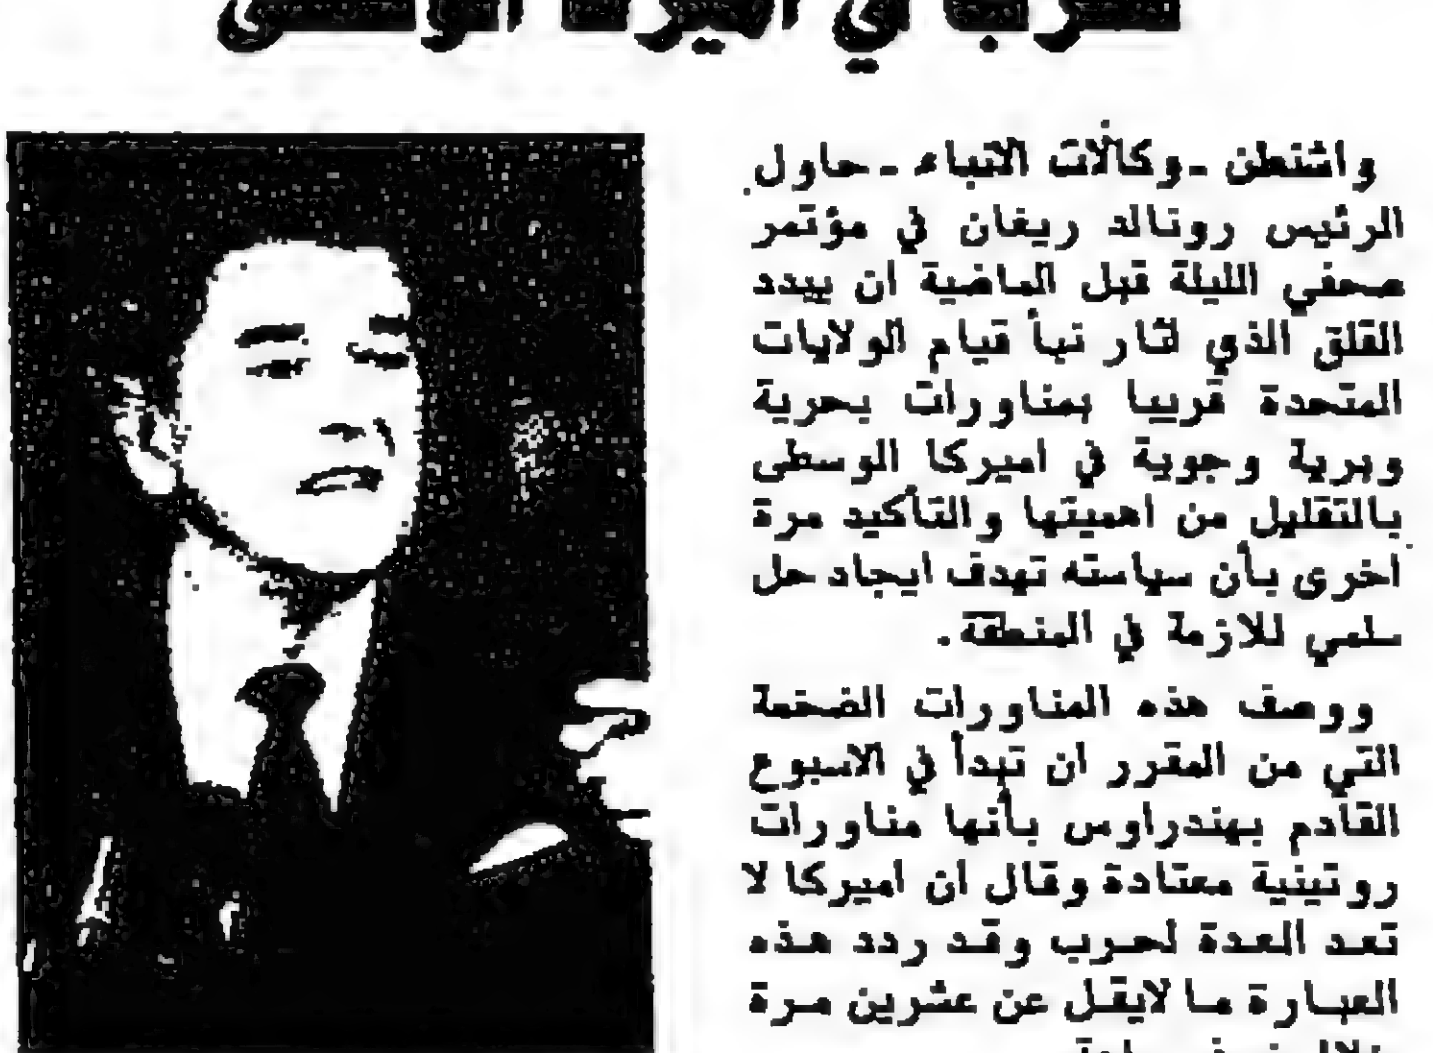 واشنطن - وكالات الانباء - حاول
الرئيس رونالد ريغان في مؤتمر
صحفي الليلة قبل الماضية ان يبدد
القلق الذي اثار نبأ قيام الولايات
المتحدة قريبا بمناورات بحرية
وبرية وجوية في اميركا الوسطى
بالتقليل من اهميتها والتأكيد مرة
اخرى بأن سياسته تهدف ايجاد حل
سلمي للازمة في المنطقة.
ووصف هذه المناورات الضخمة
التي من المقرر ان تبدأ في الاسبوع
القادم بهندراوس بأنها مناورات
روتينية معتادة وقال ان اميركا لا
تعد العدة لحرب وقد ردد هذه
العبارة ما لايقل عن عشرين مرة